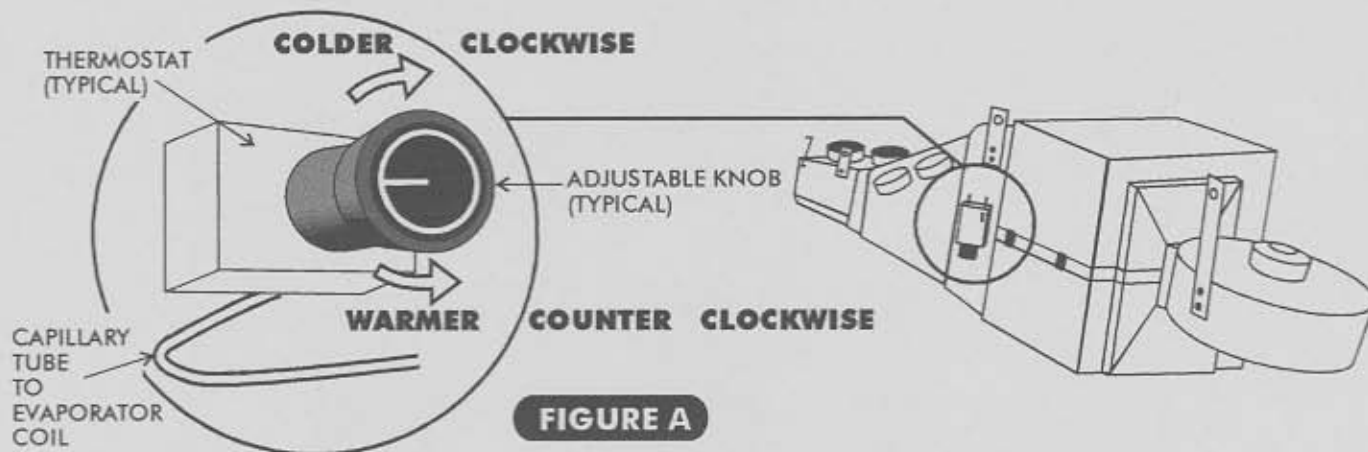 COLDER CLOCKWISE
THERMOSTAT
(TYPICAL)
ADJUSTABLE KNOB
(TYPICAL)
WARMER COUNTER CLOCKWISE
CAPILLARY
TUBE
TO
EVAPORATOR
COIL
FIGURE A